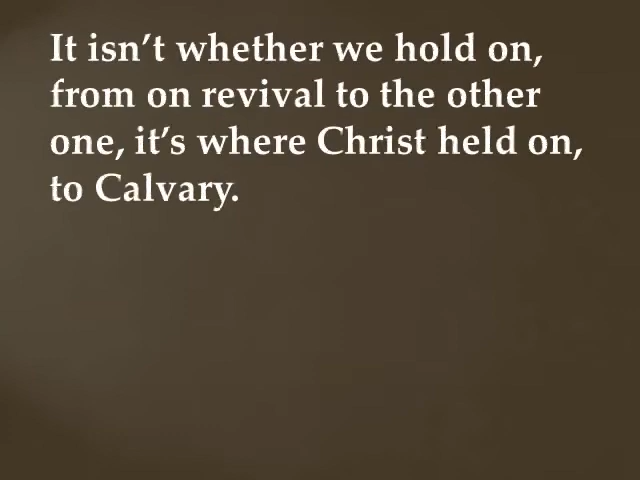 It isn’t whether we hold on,
from on revival to the other
one, it’s where Christ held on,
to Calvary.